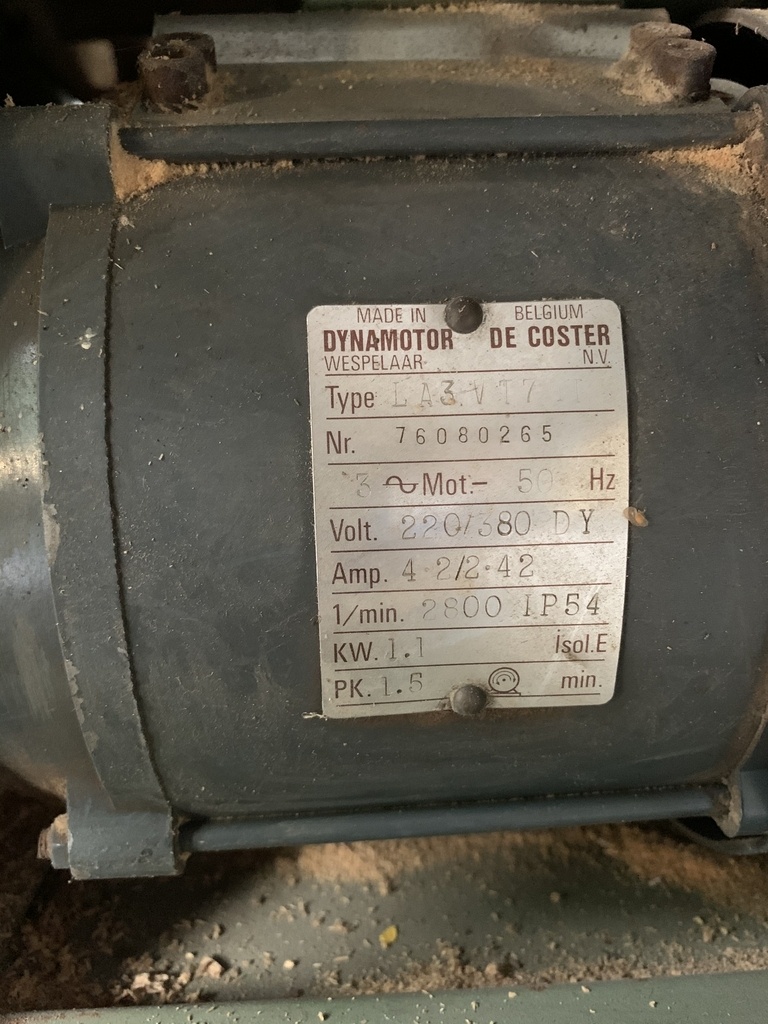 MADE IN BELGIUM
DYNAMOTOR DE COSTER
WESPELAAR N.V.
Type LA3.VT7
Nr. 76080265
3 ∿ Mot.- 50 Hz
Volt. 220/380 DY
Amp. 4·2/2·42
1/min. 2800 IP54
KW. 1.1 Isol.E
PK. 1.5 min.